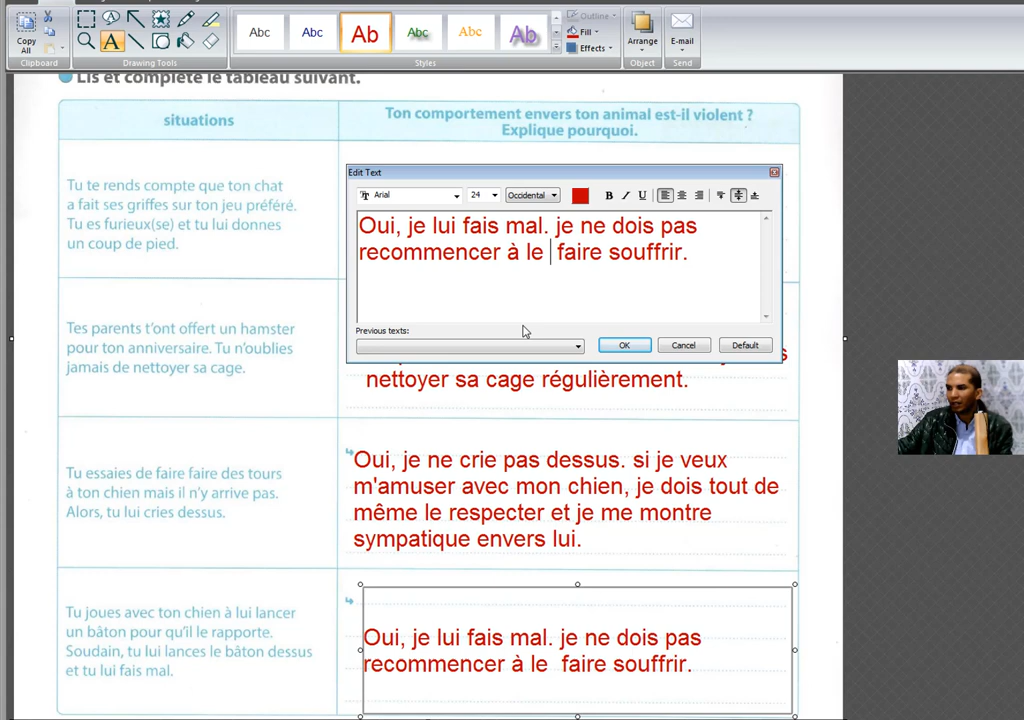 Copy
All
Clipboard
Drawing Tools
Abc
Abc
Ab
Abc
Abc
Ab
Styles
Outline
Fill
Effects
Arrange
Object
E-mail
Send
Lis et complète le tableau suivant.
situations
Ton comportement envers ton animal est-il violent ?
Explique pourquoi.
Tu te rends compte que ton chat
a fait ses griffes sur ton jeu préféré.
Tu es furieux(se) et tu lui donnes
un coup de pied.
Edit Text
Arial
24
Occidental
B
I
U
Oui, je lui fais mal. je ne dois pas
recommencer à le faire souffrir.
Previous texts:
OK
Cancel
Default
Tes parents t'ont offert un hamster
pour ton anniversaire. Tu n'oublies
jamais de nettoyer sa cage.
nettoyer sa cage régulièrement.
Tu essaies de faire faire des tours
à ton chien mais il n'y arrive pas.
Alors, tu lui cries dessus.
Oui, je ne crie pas dessus. si je veux
m'amuser avec mon chien, je dois tout de
même le respecter et je me montre
sympatique envers lui.
Tu joues avec ton chien à lui lancer
un bâton pour qu'il le rapporte.
Soudain, tu lui lances le bâton dessus
et tu lui fais mal.
Oui, je lui fais mal. je ne dois pas
recommencer à le faire souffrir.